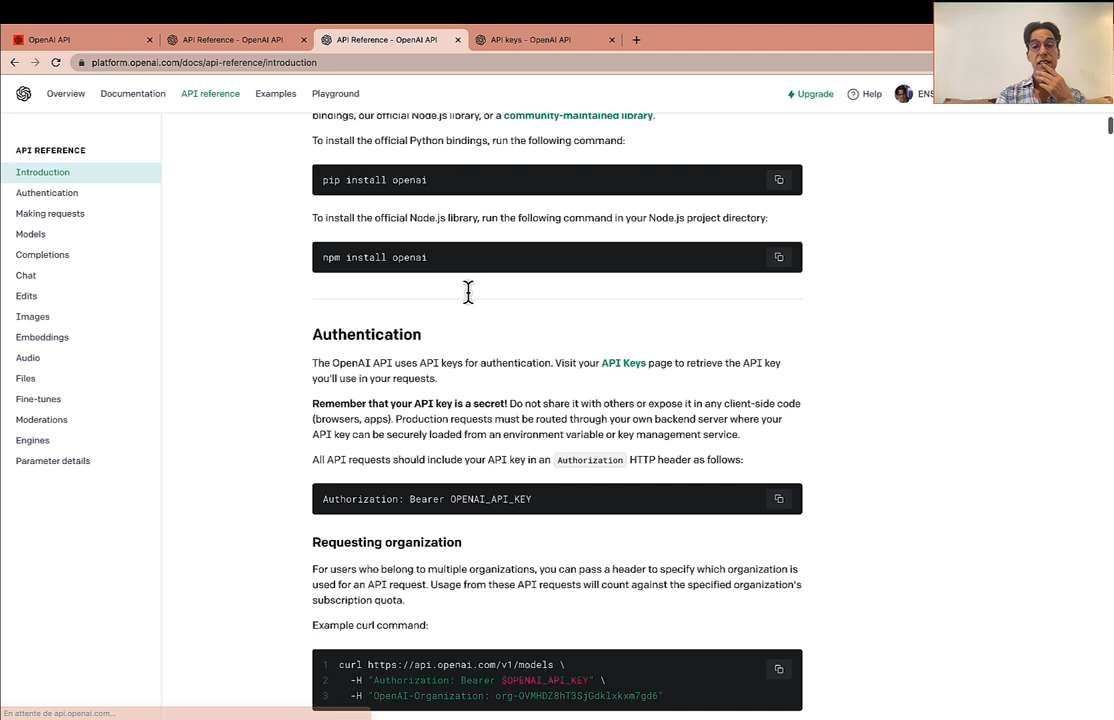 OpenAI API
API Reference - OpenAI API
API Reference - OpenAI API
API keys - OpenAI API
platform.openai.com/docs/api-reference/introduction
Overview
Documentation
API reference
Examples
Playground
Upgrade
Help
ENS
API REFERENCE
Introduction
Authentication
Making requests
Models
Completions
Chat
Edits
Images
Embeddings
Audio
Files
Fine-tunes
Moderations
Engines
Parameter details
bindings, our official Node.js library, or a community-maintained library.
To install the official Python bindings, run the following command:
pip install openai
To install the official Node.js library, run the following command in your Node.js project directory:
npm install openai
Authentication
The OpenAI API uses API keys for authentication. Visit your API Keys page to retrieve the API key
you'll use in your requests.
Remember that your API key is a secret! Do not share it with others or expose it in any client-side code
(browsers, apps). Production requests must be routed through your own backend server where your
API key can be securely loaded from an environment variable or key management service.
All API requests should include your API key in an Authorization HTTP header as follows:
Authorization: Bearer OPENAI_API_KEY
Requesting organization
For users who belong to multiple organizations, you can pass a header to specify which organization is
used for an API request. Usage from these API requests will count against the specified organization's
subscription quota.
Example curl command:
1 curl https://api.openai.com/v1/models \
2 -H "Authorization: Bearer $OPENAI_API_KEY" \
3 -H "OpenAI-Organization: org-OVMHDZ8hT3SjGdklxkxm7gd6"
En attente de api.openai.com...